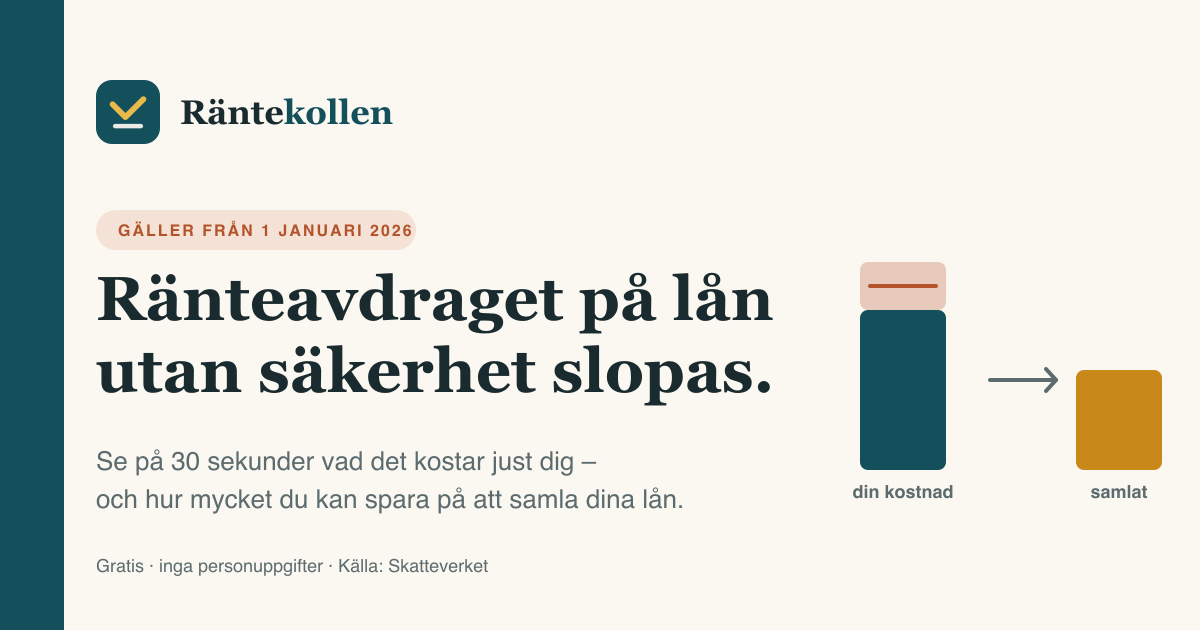 Räntekollen
GÄLLER FRÅN 1 JANUARI 2026
Ränteavdraget på lån
utan säkerhet slopas.
Se på 30 sekunder vad det kostar just dig –
och hur mycket du kan spara på att samla dina lån.
Gratis · inga personuppgifter · Källa: Skatteverket
din kostnad
samlat